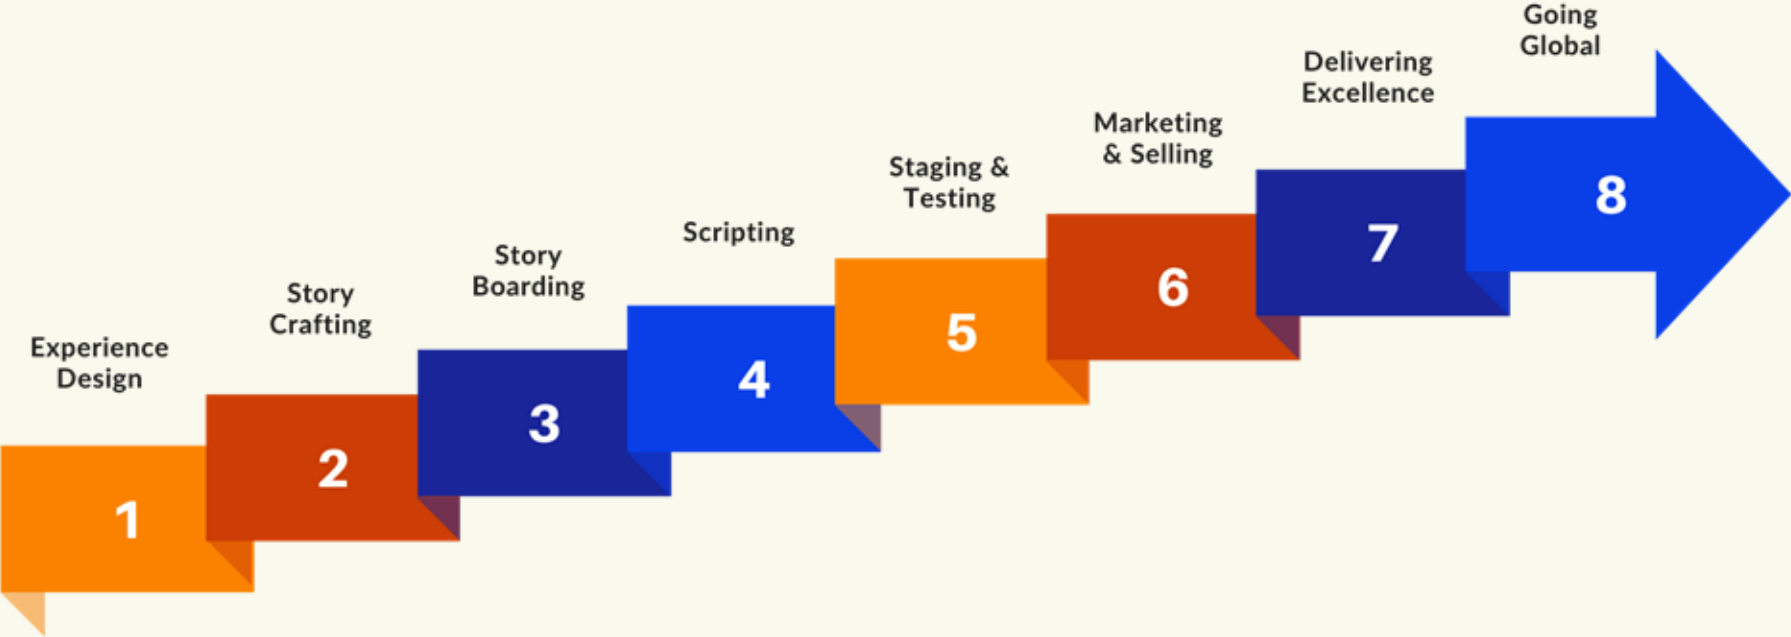 Experience
Design
1
Story
Crafting
2
Story
Boarding
3
Scripting
4
Staging &
Testing
5
Marketing
& Selling
6
Delivering
Excellence
7
Going
Global
8